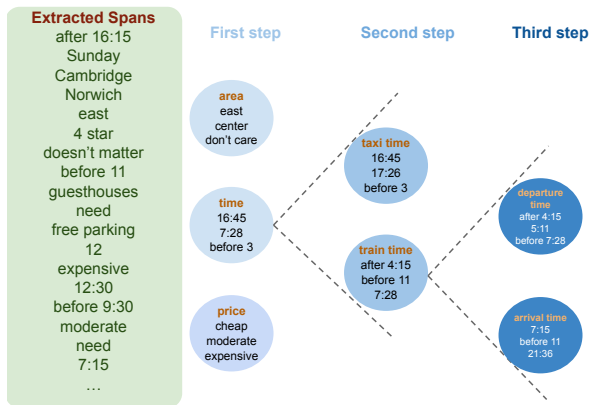 Extracted Spans
after 16:15
Sunday
Cambridge
Norwich
east
4 star
doesn't matter
before 11
guesthouses
need
free parking
12
expensive
12:30
before 9:30
moderate
need
7:15
…
First step
area
east
center
don't care
time
16:45
7:28
before 3
price
cheap
moderate
expensive
Second step
taxi time
16:45
17:26
before 3
train time
after 4:15
before 11
7:28
Third step
departure
time
after 4:15
5:11
before 7:28
arrival time
7:15
before 11
21:36